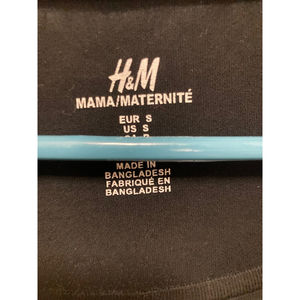 H&M
MAMA/MATERNITÉ
EUR S
US S
MADE IN
BANGLADESH
FABRIQUÉ EN
BANGLADESH